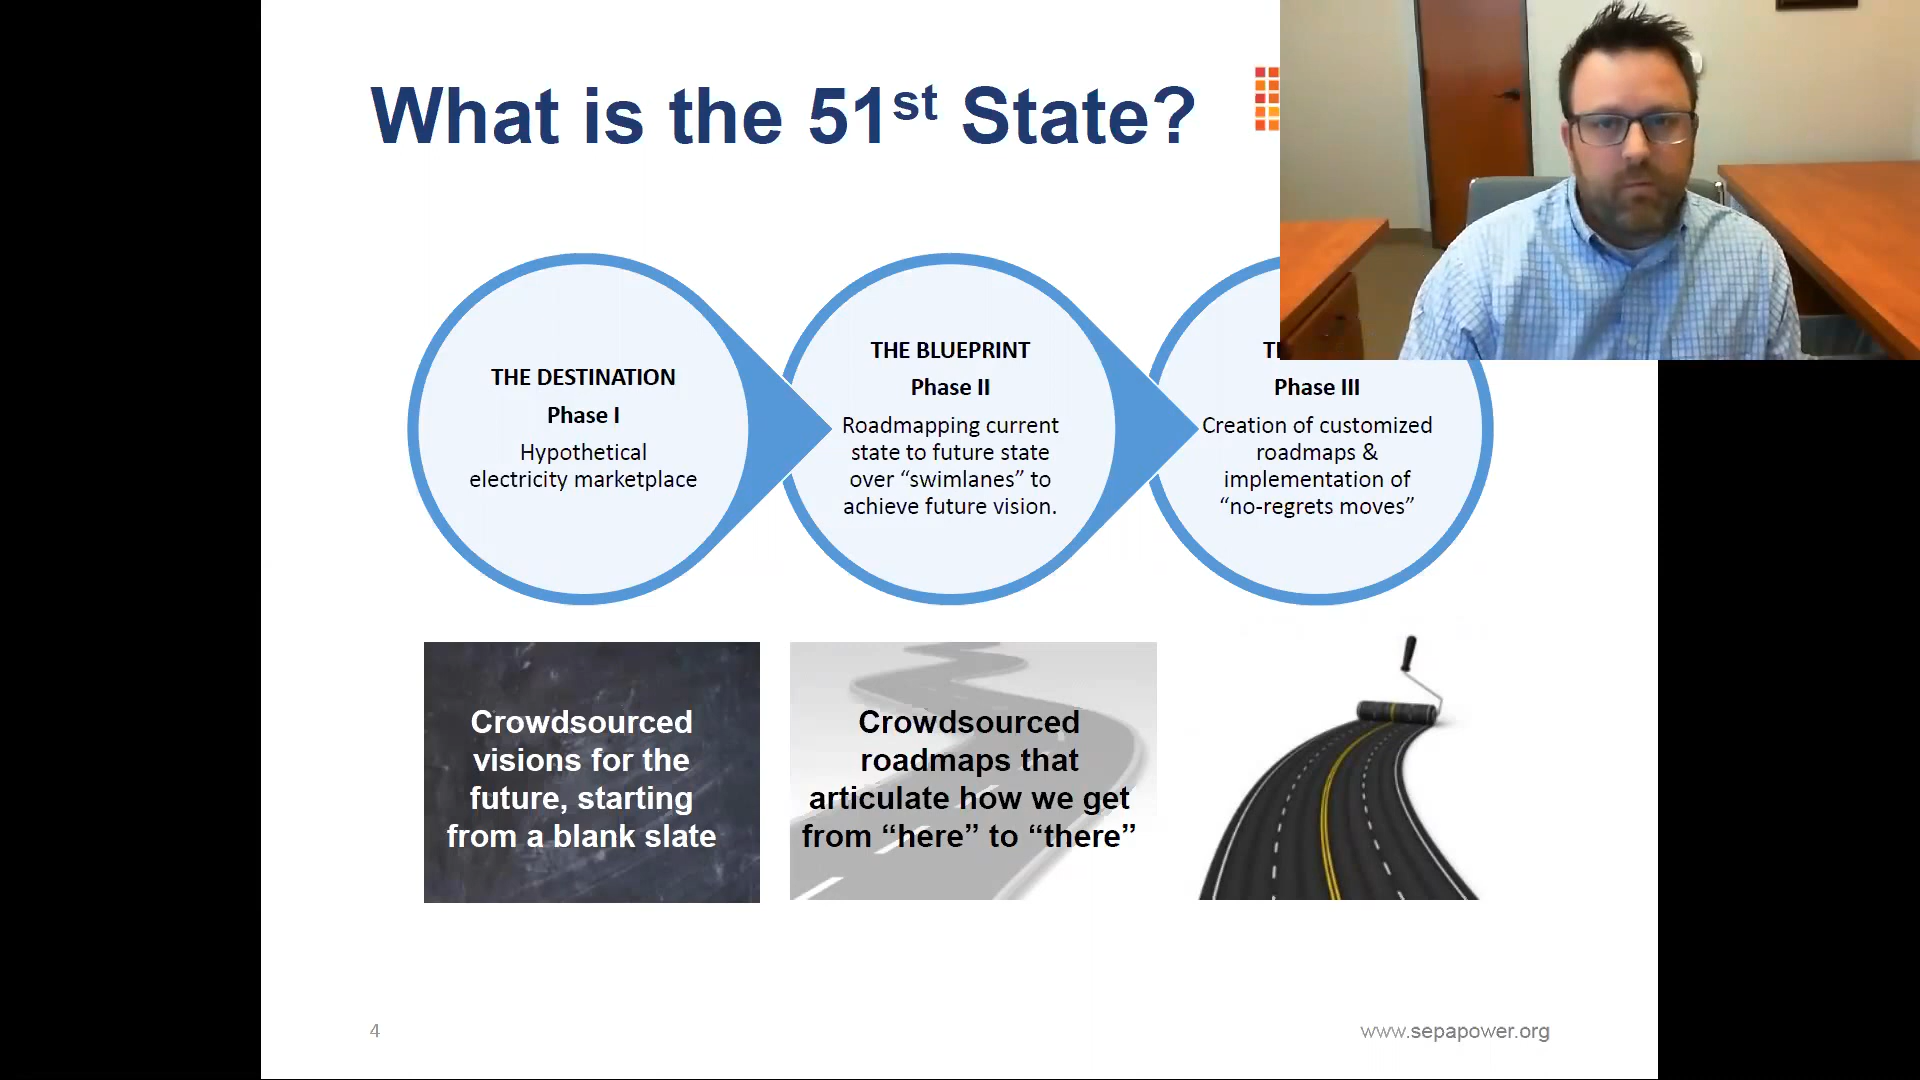 What is the 51st State?
THE DESTINATION
Phase I
Hypothetical
electricity marketplace
THE BLUEPRINT
Phase II
Roadmapping current
state to future state
over “swimlanes” to
achieve future vision.
Phase III
Creation of customized
roadmaps &
implementation of
“no-regrets moves”
Crowdsourced
visions for the
future, starting
from a blank slate
Crowdsourced
roadmaps that
articulate how we get
from “here” to “there”
4
www.sepapower.org